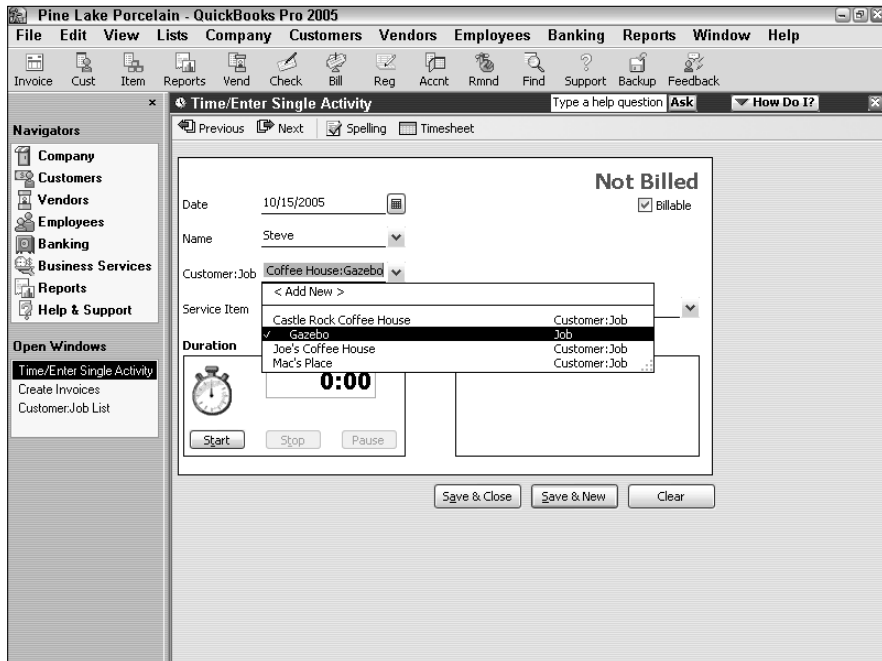 Pine Lake Porcelain - QuickBooks Pro 2005
File Edit View Lists Company Customers Vendors Employees Banking Reports Window Help
Invoice Cust Item Reports Vend Check Bill Reg Accnt Rmnd Find Support Backup Feedback
Time/Enter Single Activity Type a help question Ask How Do I?
Previous Next Spelling Timesheet
Navigators
Company
Customers
Vendors
Employees
Banking
Business Services
Reports
Help & Support
Open Windows
Time/Enter Single Activity
Create Invoices
Customer:Job List
Not Billed
Date 10/15/2005 Billable
Name Steve
Customer:Job Coffee House:Gazebo
< Add New >
Service Item
Castle Rock Coffee House Customer:Job
Gazebo Job
Joe's Coffee House Customer:Job
Mac's Place Customer:Job
Duration
0:00
Start Stop Pause
Save & Close Save & New Clear